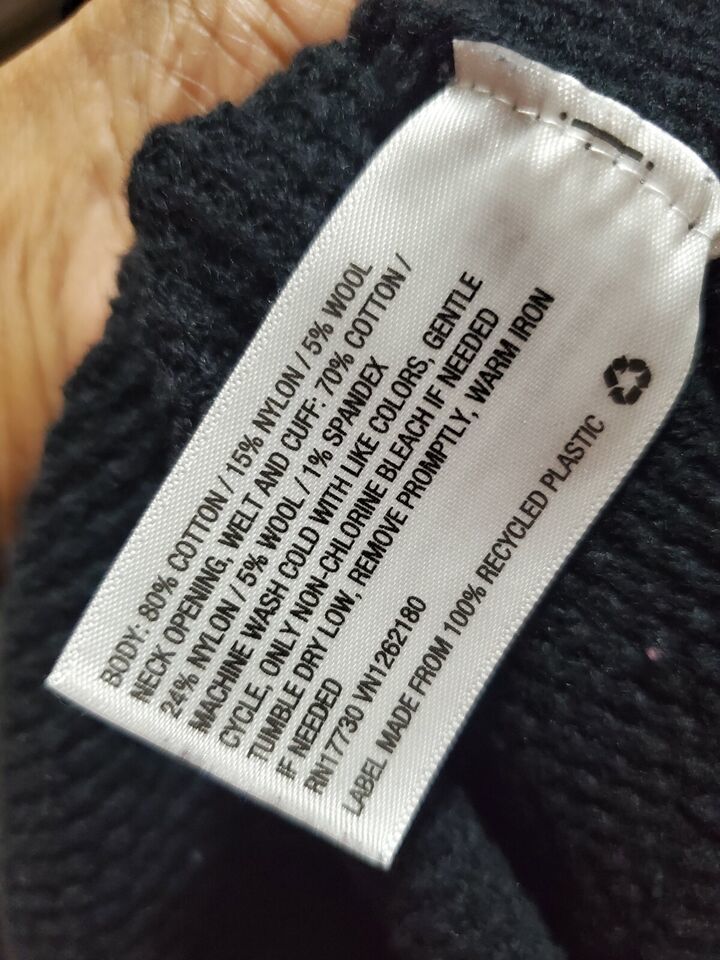 BODY: 80% COTTON / 15% NYLON / 5% WOOL
NECK OPENING, WELT AND CUFF: 70% COTTON /
24% NYLON / 5% WOOL / 1% SPANDEX
MACHINE WASH COLD WITH LIKE COLORS, GENTLE
CYCLE, ONLY NON-CHLORINE BLEACH IF NEEDED
TUMBLE DRY LOW, REMOVE PROMPTLY, WARM IRON
IF NEEDED
RN17730 VN1262180
LABEL MADE FROM 100% RECYCLED PLASTIC